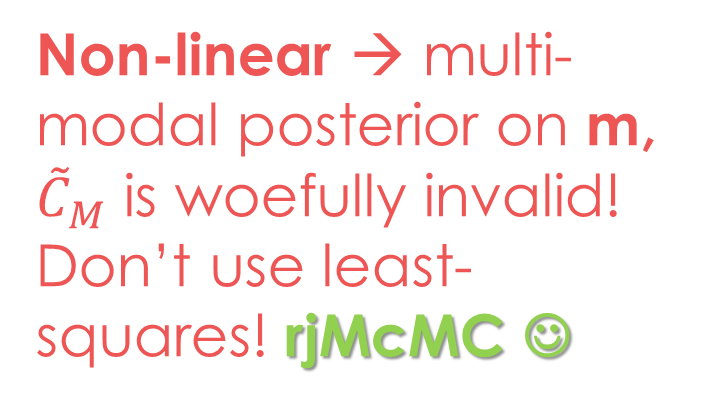 Non-linear → multi-
modal posterior on m,
C̃_M is woefully invalid!
Don’t use least-
squares! rjMcMC ☺